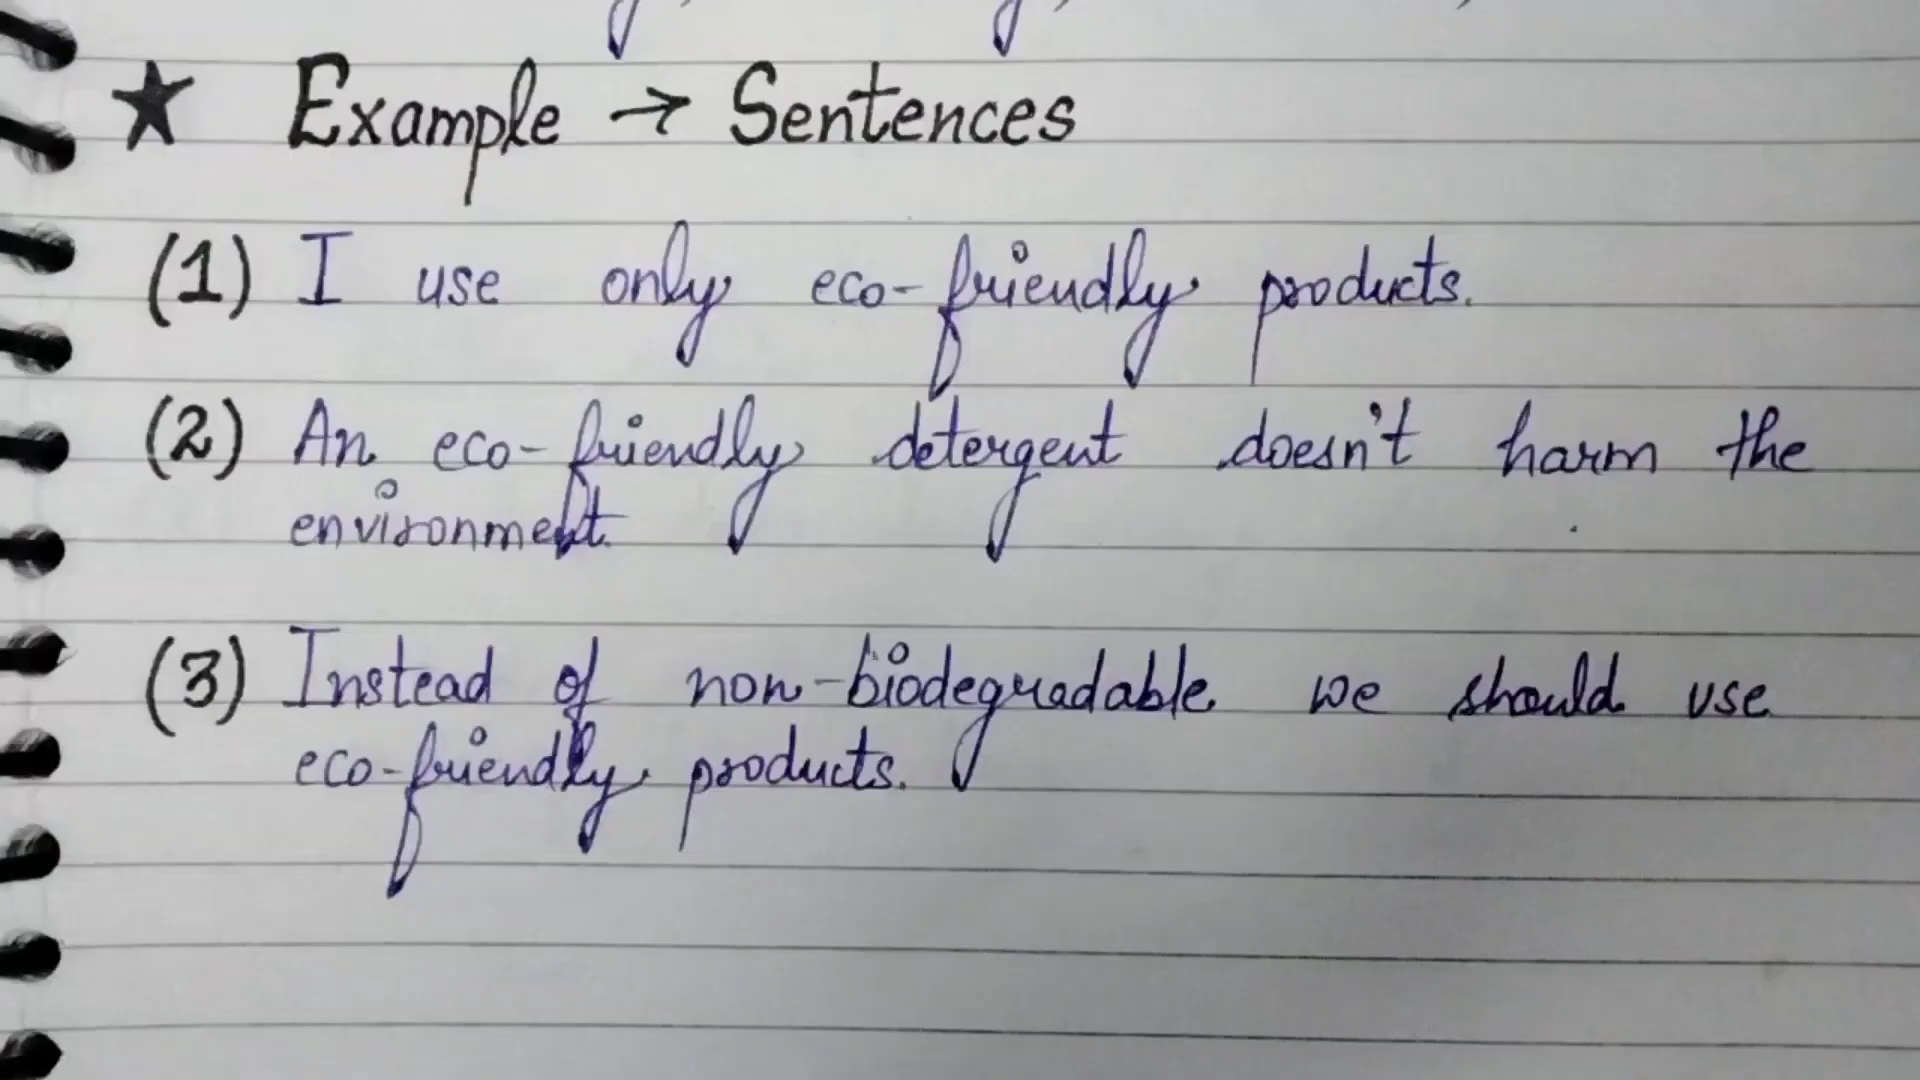 ★ Example → Sentences
(1) I use only eco-friendly products.
(2) An eco-friendly detergent doesn't harm the
environment.
(3) Instead of non-biodegradable we should use
eco-friendly products.